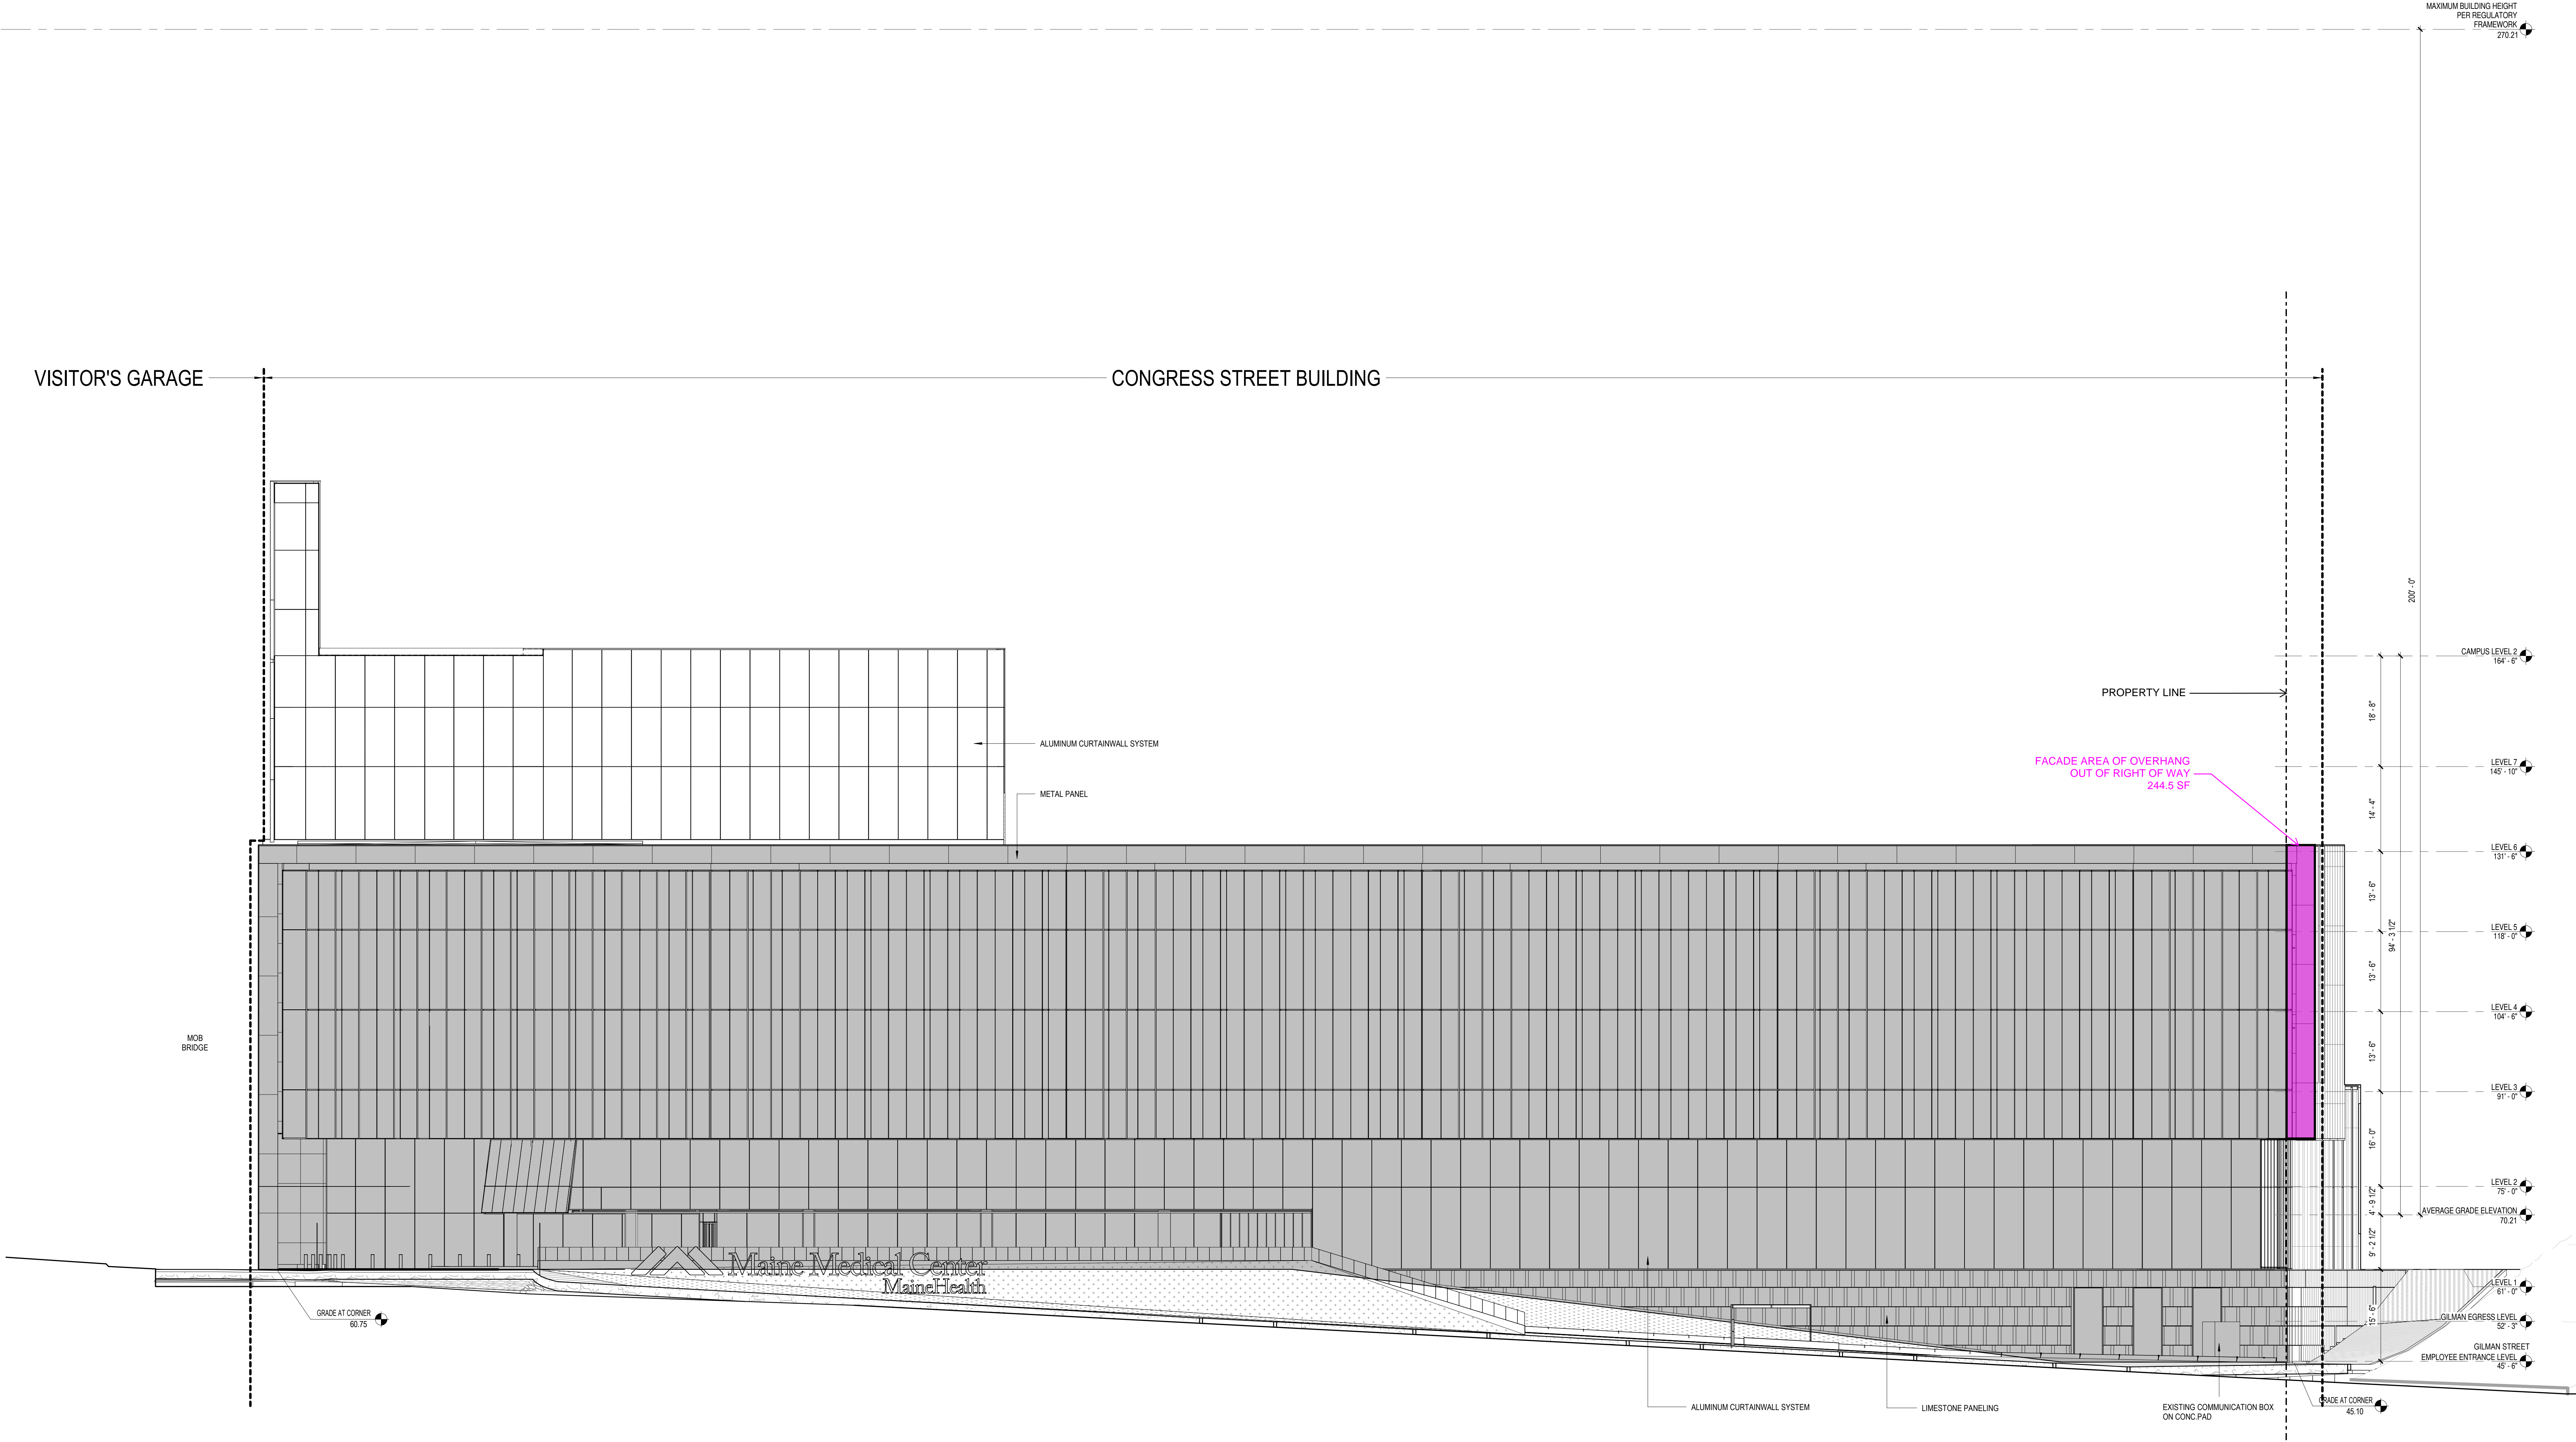 MAXIMUM BUILDING HEIGHT
PER REGULATORY
FRAMEWORK
270.21
VISITOR'S GARAGE
CONGRESS STREET BUILDING
200' - 0"
CAMPUS LEVEL 2
164' - 6"
PROPERTY LINE
18' - 8"
ALUMINUM CURTAINWALL SYSTEM
FACADE AREA OF OVERHANG
OUT OF RIGHT OF WAY
244.5 SF
LEVEL 7
145' - 10"
METAL PANEL
14' - 4"
LEVEL 6
131' - 6"
13' - 6"
94' - 3 1/2"
LEVEL 5
118' - 0"
13' - 6"
LEVEL 4
104' - 6"
MOB
BRIDGE
13' - 6"
LEVEL 3
91' - 0"
16' - 0"
LEVEL 2
75' - 0"
4' - 9 1/2"
AVERAGE GRADE ELEVATION
70.21
9' - 2 1/2"
Maine Medical Center
MaineHealth
LEVEL 1
61' - 0"
GRADE AT CORNER
60.75
15' - 6"
GILMAN EGRESS LEVEL
52' - 3"
GILMAN STREET
EMPLOYEE ENTRANCE LEVEL
45' - 6"
GRADE AT CORNER
45.10
ALUMINUM CURTAINWALL SYSTEM
LIMESTONE PANELING
EXISTING COMMUNICATION BOX
ON CONC.PAD